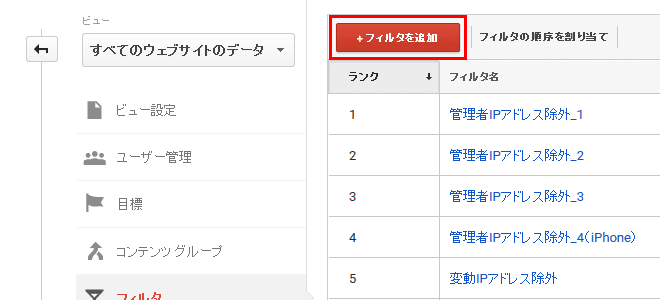 ビュー
すべてのウェブサイトのデータ
ビュー設定
ユーザー管理
目標
コンテンツ グループ
フィルタ
+フィルタを追加
フィルタの順序を割り当て
ランク フィルタ名
1 管理者IPアドレス除外_1
2 管理者IPアドレス除外_2
3 管理者IPアドレス除外_3
4 管理者IPアドレス除外_4(iPhone)
5 変動IPアドレス除外